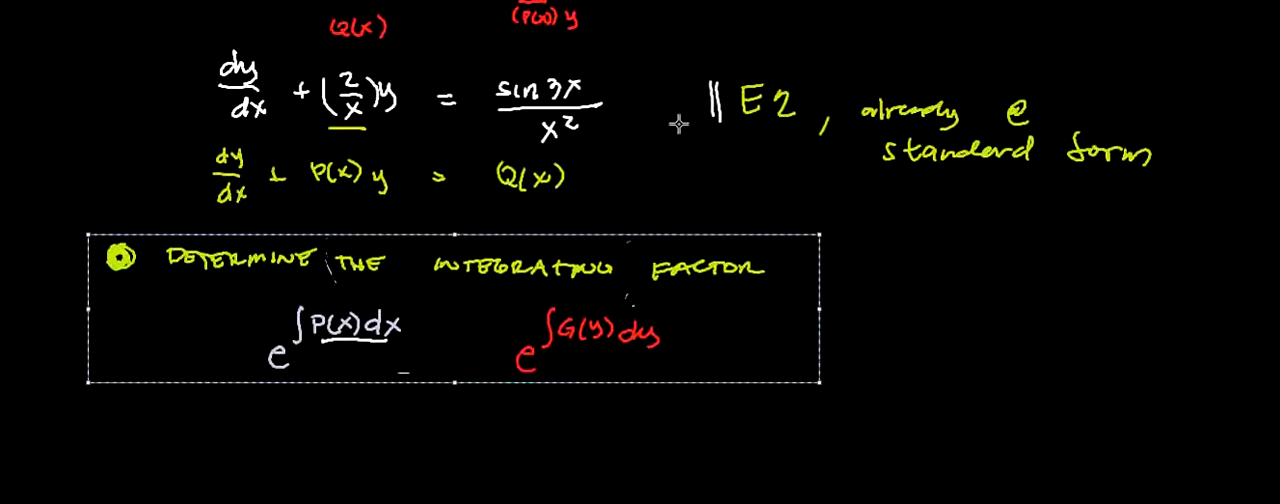 Q(x) (P(x)) y
dy/dx + (2/x)y = sin 3x / x² || E2, already @ standard form
dy/dx + P(x) y = Q(x)
DETERMINE THE INTEGRATING FACTOR
e^∫P(x)dx e^∫G(y)dy